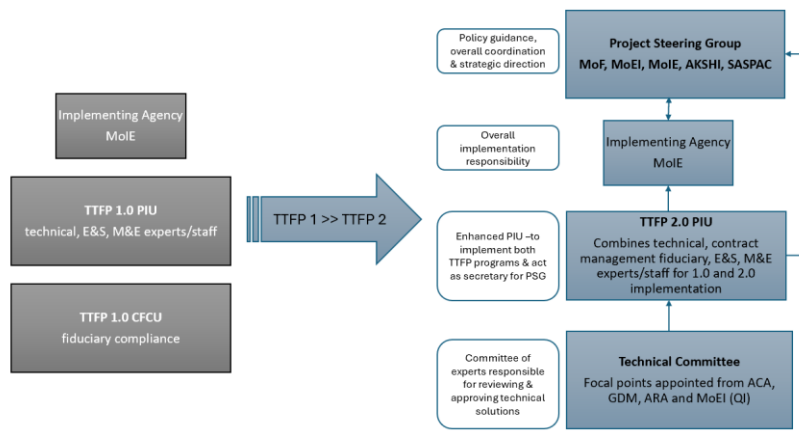 Implementing Agency
MoIE
TTFP 1.0 PIU
technical, E&S, M&E experts/staff
TTFP 1.0 CFCU
fiduciary compliance
TTFP 1 >> TTFP 2
Policy guidance,
overall coordination
& strategic direction
Project Steering Group
MoF, MoEI, MoIE, AKSHI, SASPAC
Overall
implementation
responsibility
Implementing Agency
MoIE
Enhanced PIU –to
implement both
TTFP programs & act
as secretary for PSG
TTFP 2.0 PIU
Combines technical, contract
management fiduciary, E&S, M&E
experts/staff for 1.0 and 2.0
implementation
Committee of
experts responsible
for reviewing &
approving technical
solutions
Technical Committee
Focal points appointed from ACA,
GDM, ARA and MoEI (QI)